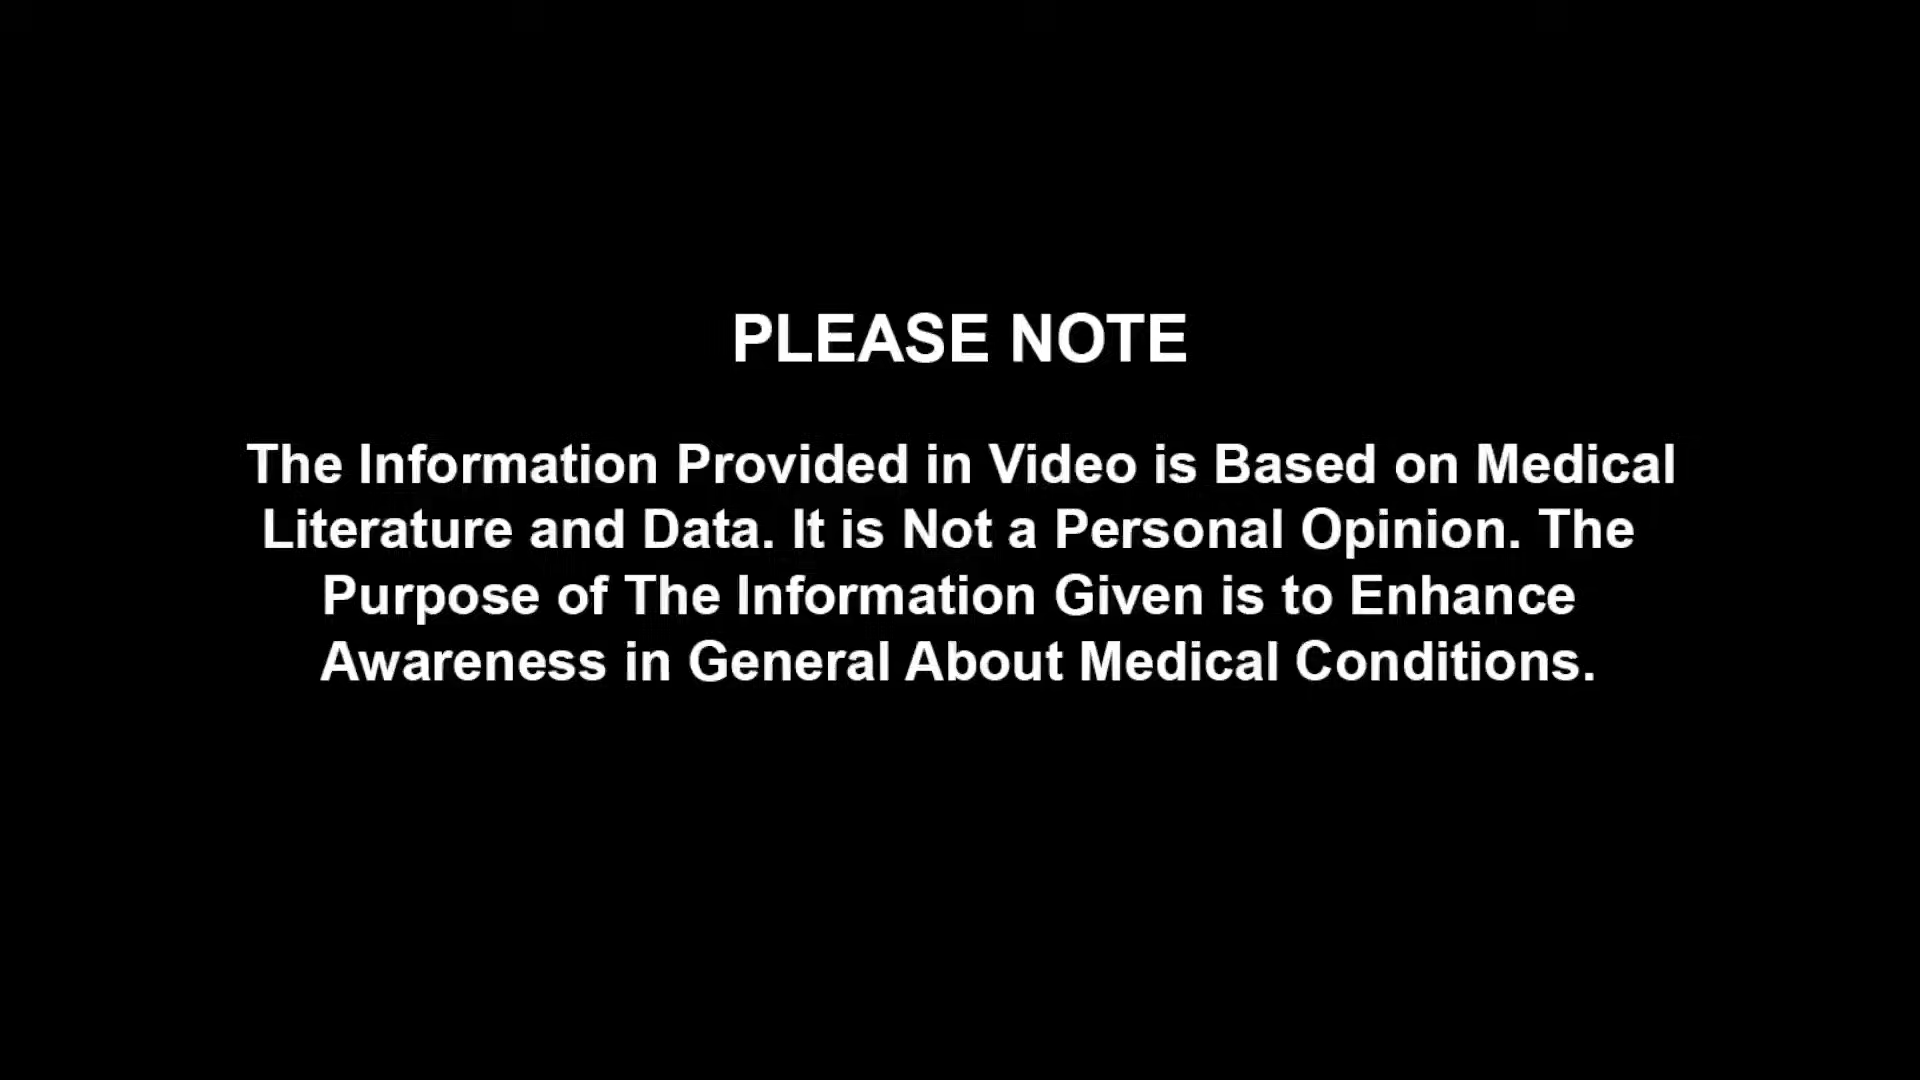 PLEASE NOTE
The Information Provided in Video is Based on Medical
Literature and Data. It is Not a Personal Opinion. The
Purpose of The Information Given is to Enhance
Awareness in General About Medical Conditions.